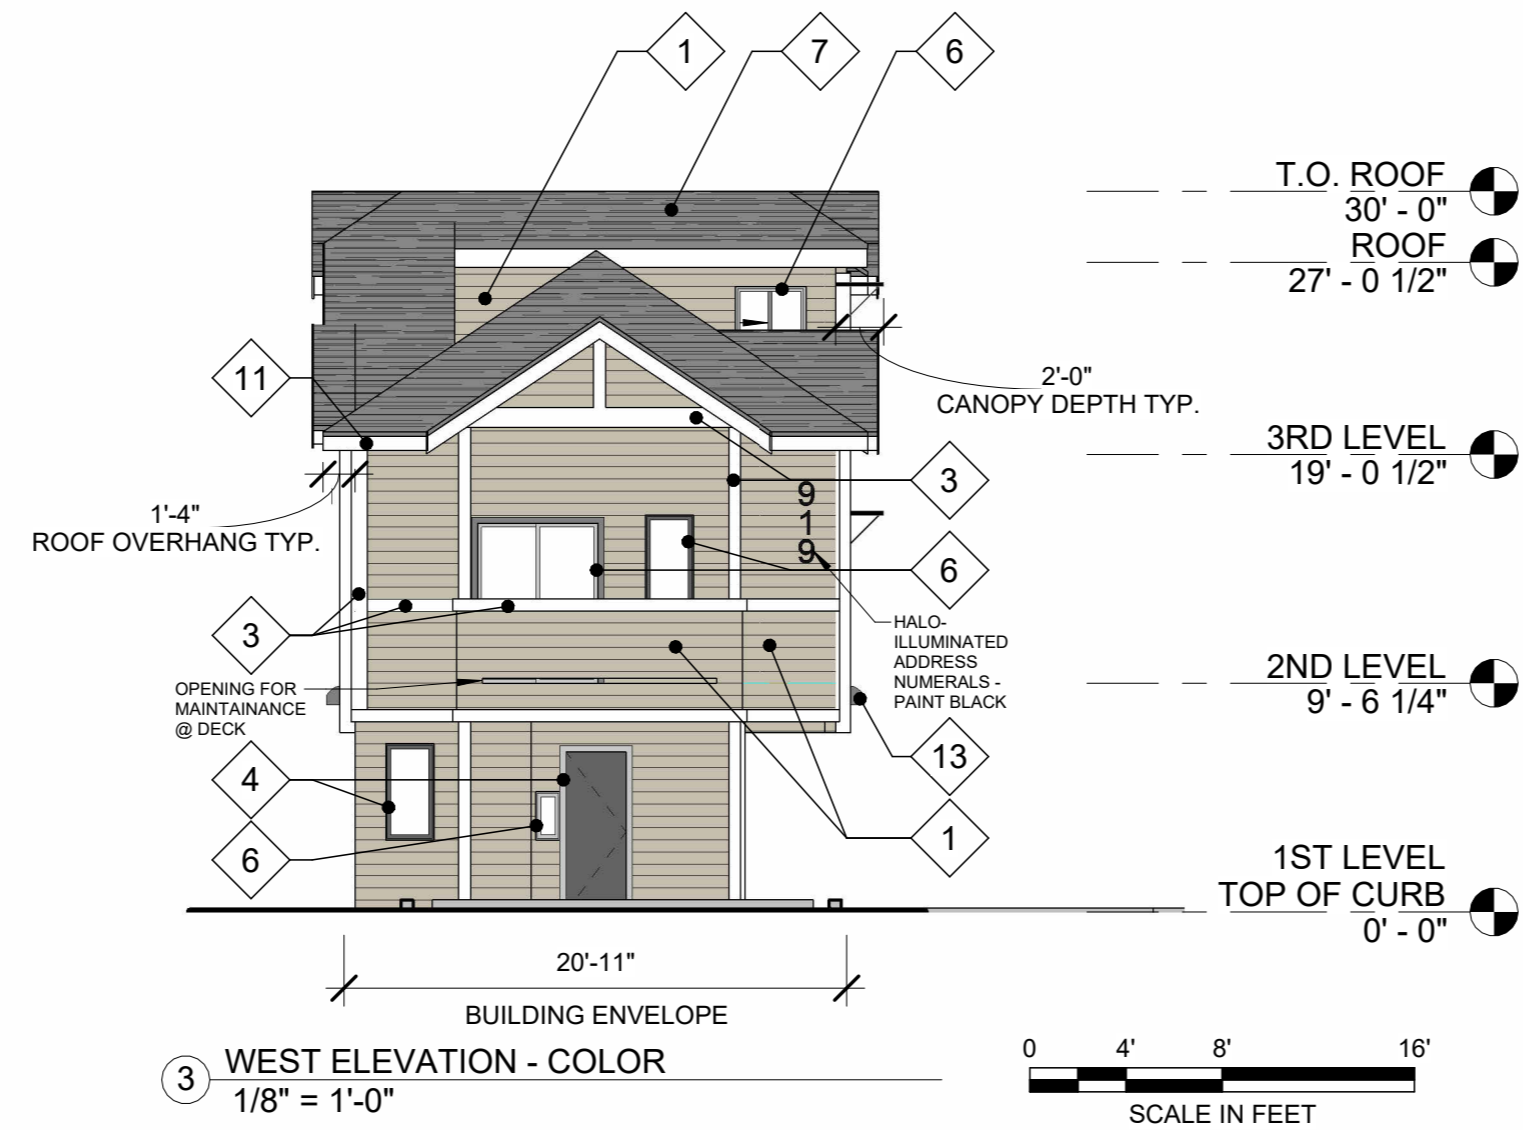 1
7
6
T.O. ROOF
30' - 0"
ROOF
27' - 0 1/2"
11
2'-0"
CANOPY DEPTH TYP.
3RD LEVEL
19' - 0 1/2"
3
9
1
9
1'-4"
ROOF OVERHANG TYP.
6
3
HALO-
ILLUMINATED
ADDRESS
NUMERALS -
PAINT BLACK
2ND LEVEL
9' - 6 1/4"
OPENING FOR
MAINTAINANCE
@ DECK
13
4
1
6
1ST LEVEL
TOP OF CURB
0' - 0"
20'-11"
BUILDING ENVELOPE
3
WEST ELEVATION - COLOR
1/8" = 1'-0"
0 4' 8' 16'
SCALE IN FEET